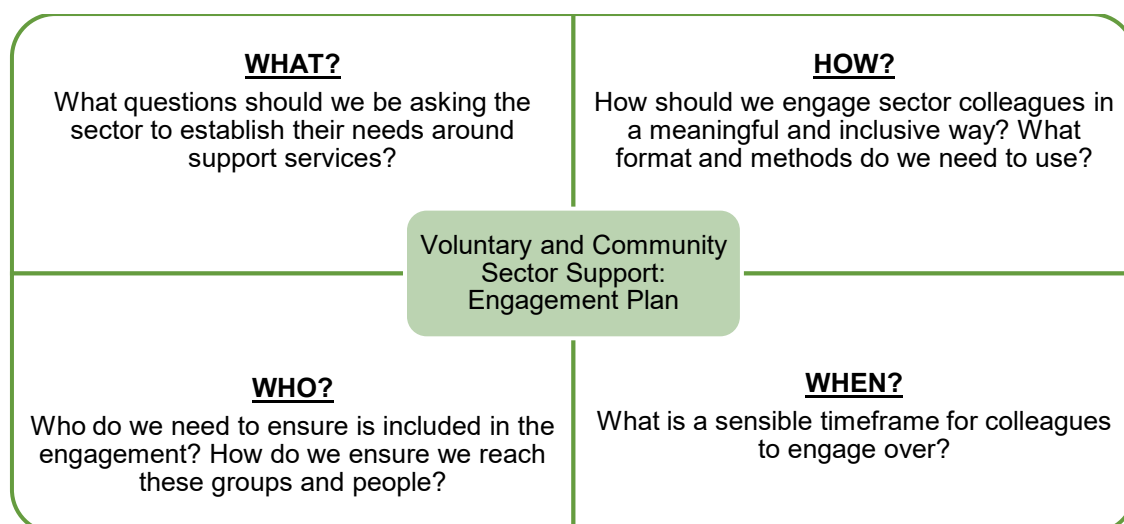 WHAT?
What questions should we be asking the
sector to establish their needs around
support services?
HOW?
How should we engage sector colleagues in
a meaningful and inclusive way? What
format and methods do we need to use?
Voluntary and Community
Sector Support:
Engagement Plan
WHO?
Who do we need to ensure is included in the
engagement? How do we ensure we reach
these groups and people?
WHEN?
What is a sensible timeframe for colleagues
to engage over?